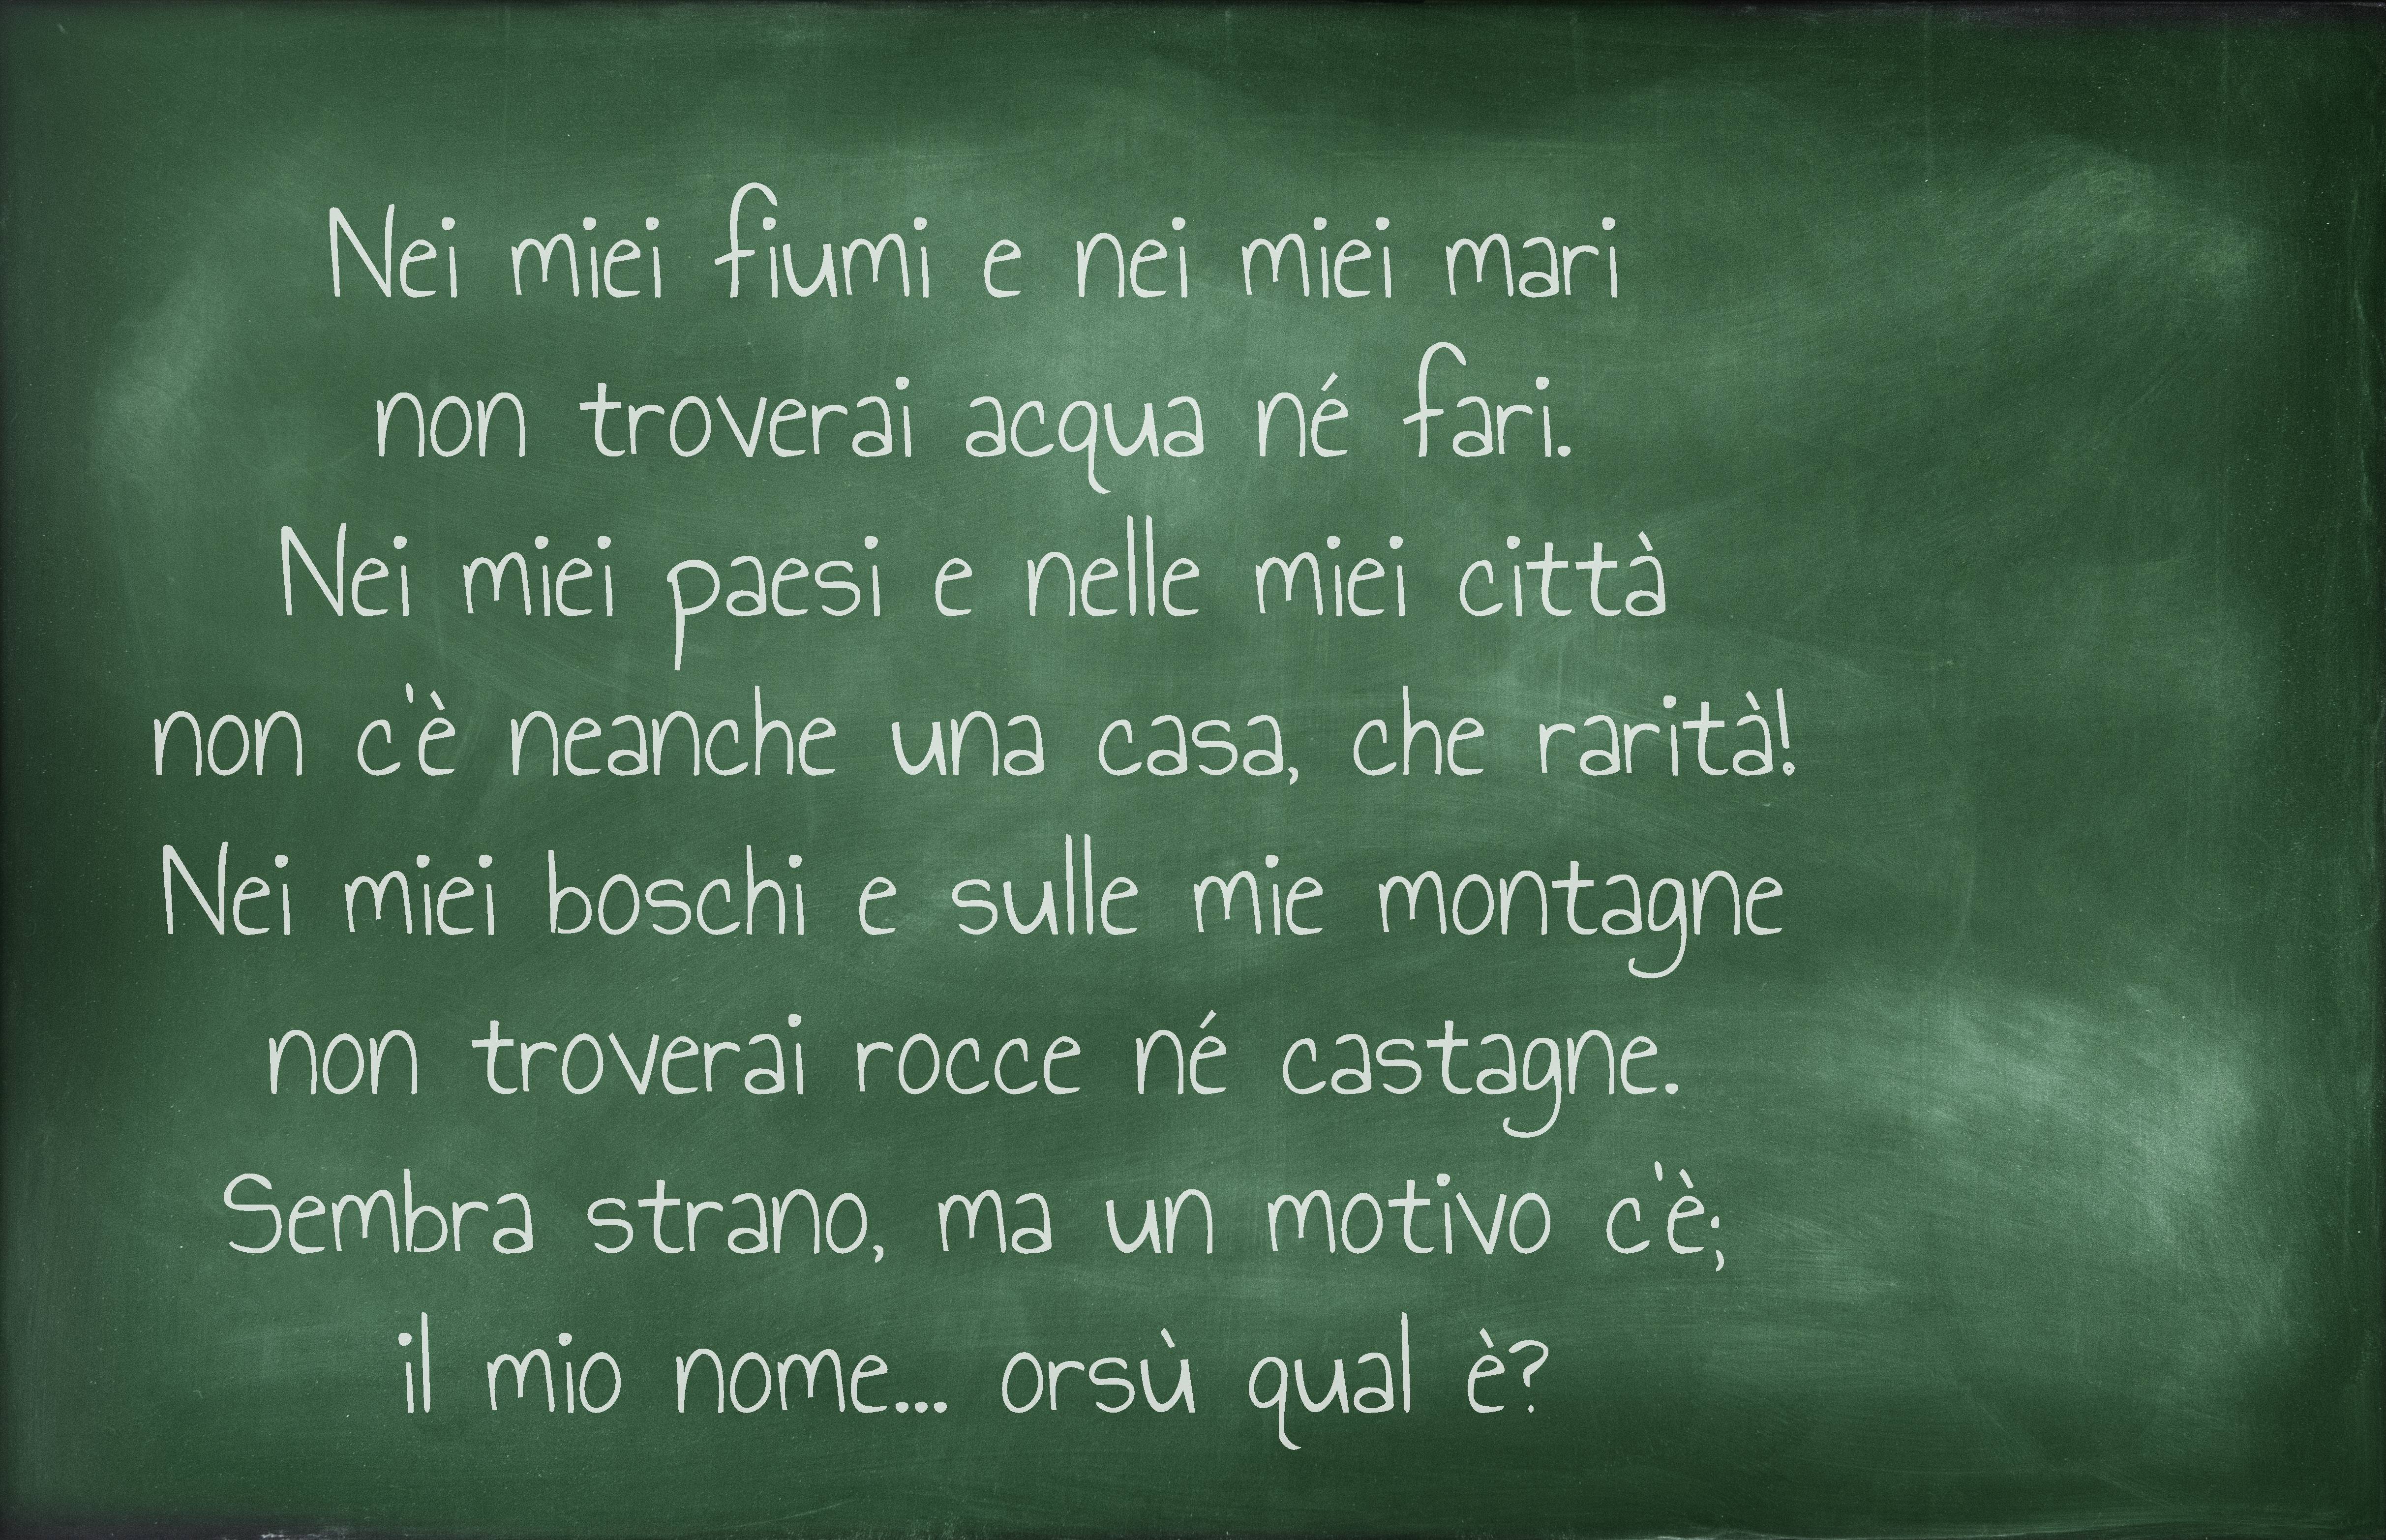 Nei miei fiumi e nei miei mari
non troverai acqua né fari.
Nei miei paesi e nelle miei città
non c'è neanche una casa, che rarità!
Nei miei boschi e sulle mie montagne
non troverai rocce né castagne.
Sembra strano, ma un motivo c'è;
il mio nome... orsù qual è?